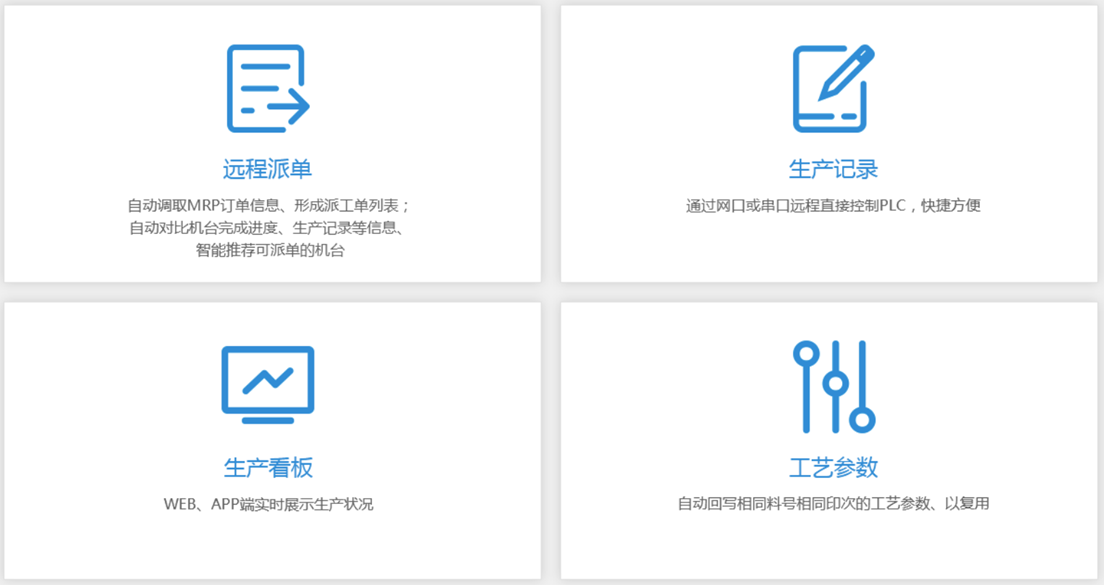 远程派单
自动调取MRP订单信息、形成派工单列表；
自动对比机台完成进度、生产记录等信息、
智能推荐可派单的机台
生产记录
通过网口或串口远程直接控制PLC，快捷方便
生产看板
WEB、APP端实时展示生产状况
工艺参数
自动回写相同料号相同印次的工艺参数、以复用